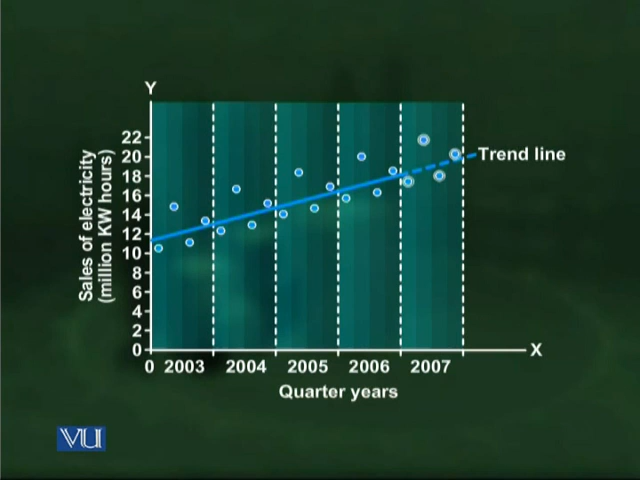 Y
22
20
18
16
14
12
10
8
6
4
2
0
Sales of electricity
(million KW hours)
Trend line
X
0 2003 2004 2005 2006 2007
Quarter years
VU